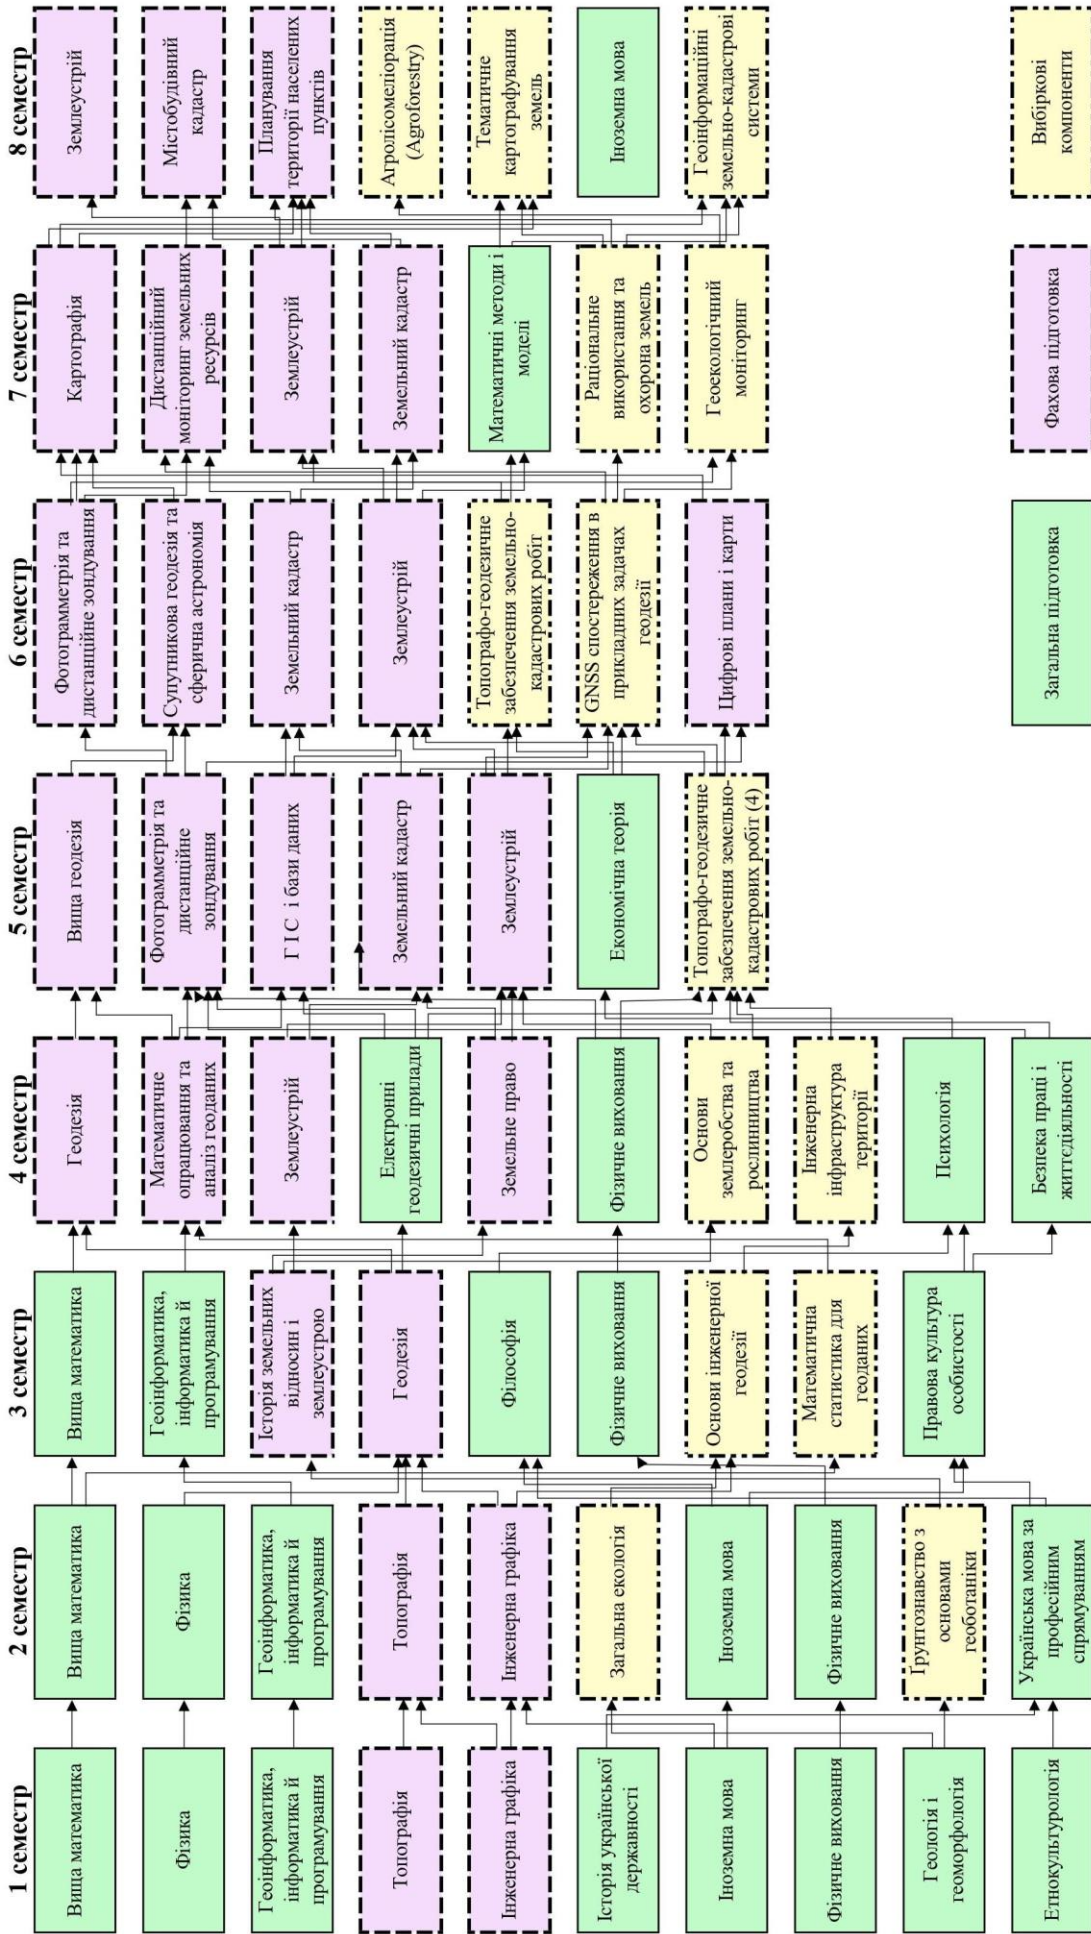 1 семестр
Вища математика
Фізика
Геоінформатика,
інформатика й
програмування
Топографія
Інженерна графіка
Історія української
державності
Іноземна мова
Фізичне виховання
Геологія і
геоморфологія
Етнокультурологія
2 семестр
Вища математика
Фізика
Геоінформатика,
інформатика й
програмування
Топографія
Інженерна графіка
Загальна екологія
Іноземна мова
Фізичне виховання
Ґрунтознавство з
основами
геоботаніки
Українська мова за
професійним
спрямуванням
3 семестр
Вища математика
Геоінформатика,
інформатика й
програмування
Історія земельних
відносин і
землеустрою
Геодезія
Філософія
Фізичне виховання
Основи інженерної
геодезії
Математична
статистика для
геоданих
Правова культура
особистості
4 семестр
Геодезія
Математичне
опрацювання та
аналіз геоданих
Землеустрій
Електронні
геодезичні прилади
Земельне право
Фізичне виховання
Основи
землеробства та
рослинництва
Інженерна
інфраструктура
території
Психологія
Безпека праці і
життєдіяльності
5 семестр
Вища геодезія
Фотограмметрія та
дистанційне
зондування
Г І С і бази даних
Земельний кадастр
Землеустрій
Економічна теорія
Топографо-геодезичне
забезпечення земельно-
кадастрових робіт (4)
6 семестр
Фотограмметрія та
дистанційне зондування
Супутникова геодезія та
сферична астрономія
Земельний кадастр
Землеустрій
Топографо-геодезичне
забезпечення земельно-
кадастрових робіт
GNSS спостереження в
прикладних задачах
геодезії
Цифрові плани і карти
Загальна підготовка
7 семестр
Картографія
Дистанційний
моніторинг земельних
ресурсів
Землеустрій
Земельний кадастр
Математичні методи і
моделі
Раціональне
використання та
охорона земель
Геоекологічний
моніторинг
Фахова підготовка
8 семестр
Землеустрій
Містобудівний
кадастр
Планування
території населених
пунктів
Агролісомеліорація
(Agroforestry)
Тематичне
картографування
земель
Іноземна мова
Геоінформаційні
земельно-кадастрові
системи
Вибіркові
компоненти